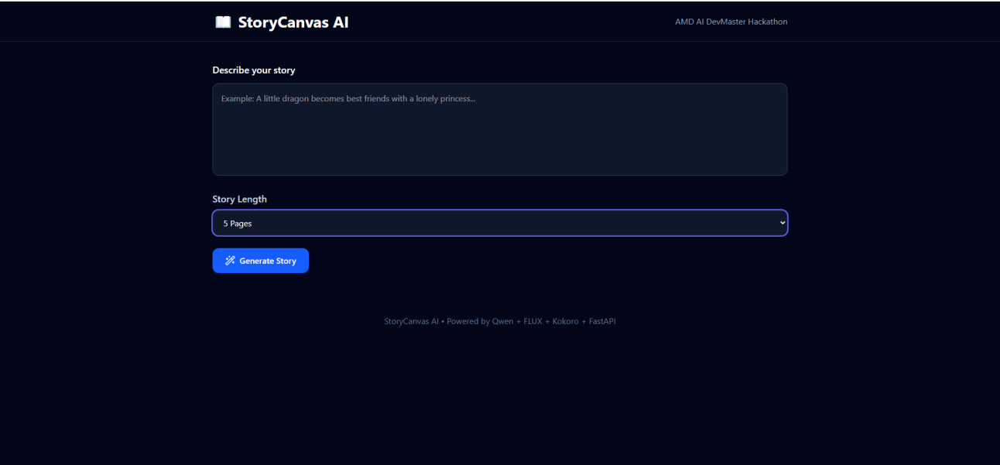 StoryCanvas AI
AMD AI DevMaster Hackathon
Describe your story
Example: A little dragon becomes best friends with a lonely princess...
Story Length
5 Pages
Generate Story
StoryCanvas AI • Powered by Qwen + FLUX + Kokoro + FastAPI